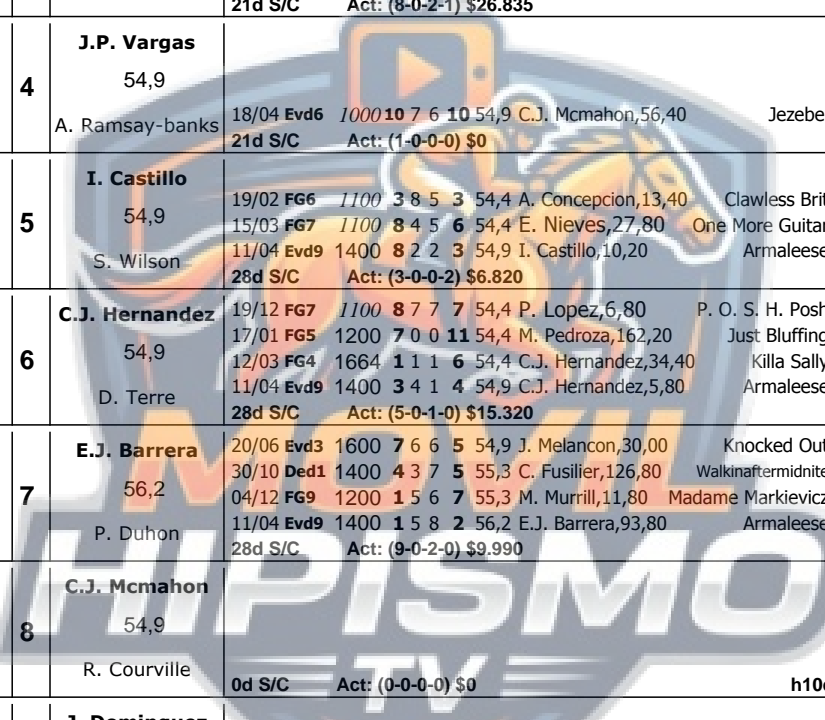 21d S/C Act: (8-0-2-1) $26.835
4
J.P. Vargas
54,9
A. Ramsay-banks
18/04 Evd6 1000 10 7 6 10 54,9 C.J. Mcmahon,56,40 Jezebe
21d S/C Act: (1-0-0-0) $0
5
I. Castillo
54,9
S. Wilson
19/02 FG6 1100 3 8 5 3 54,4 A. Concepcion,13,40 Clawless Brit
15/03 FG7 1100 8 4 5 6 54,4 E. Nieves,27,80 One More Guitar
11/04 Evd9 1400 8 2 2 3 54,9 I. Castillo,10,20 Armaleese
28d S/C Act: (3-0-0-2) $6.820
6
C.J. Hernandez
54,9
D. Terre
19/12 FG7 1100 8 7 7 7 54,4 P. Lopez,6,80 P. O. S. H. Posh
17/01 FG5 1200 7 0 0 11 54,4 M. Pedroza,162,20 Just Bluffing
12/03 FG4 1664 1 1 1 6 54,4 C.J. Hernandez,34,40 Killa Sally
11/04 Evd9 1400 3 4 1 4 54,9 C.J. Hernandez,5,80 Armaleese
28d S/C Act: (5-0-1-0) $15.320
7
E.J. Barrera
56,2
P. Duhon
20/06 Evd3 1600 7 6 6 5 54,9 J. Melancon,30,00 Knocked Out
30/10 Ded1 1400 4 3 7 5 55,3 C. Fusilier,126,80 Walkinaftermidnite
04/12 FG9 1200 1 5 6 7 55,3 M. Murrill,11,80 Madame Markievicz
11/04 Evd9 1400 1 5 8 2 56,2 E.J. Barrera,93,80 Armaleese
28d S/C Act: (9-0-2-0) $9.990
8
C.J. Mcmahon
54,9
R. Courville
0d S/C Act: (0-0-0-0) $0 h10
J. Dominguez
MOVIL
HIPISMO
TV